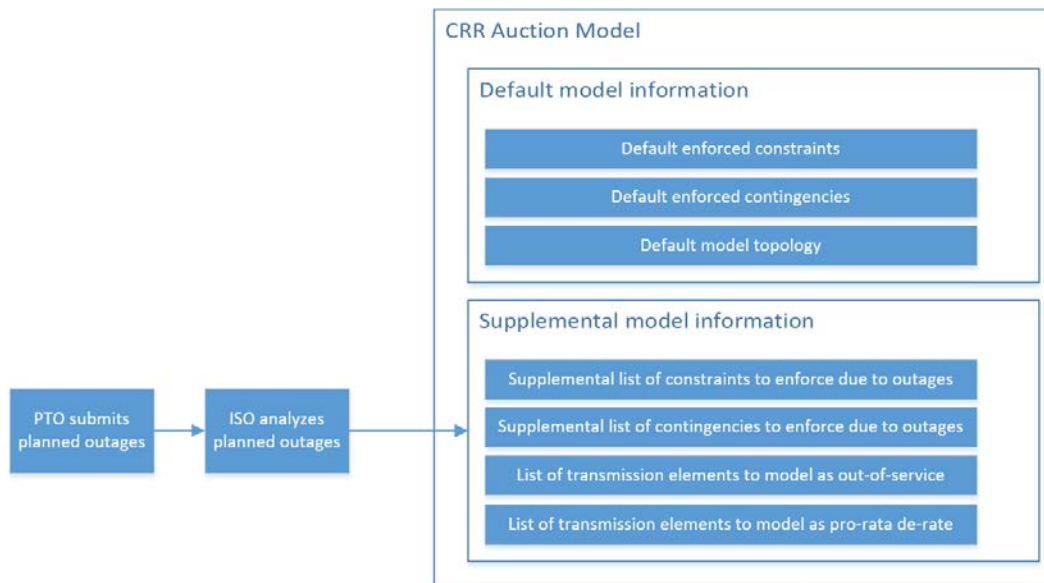 CRR Auction Model
Default model information
Default enforced constraints
Default enforced contingencies
Default model topology
Supplemental model information
Supplemental list of constraints to enforce due to outages
Supplemental list of contingencies to enforce due to outages
List of transmission elements to model as out-of-service
List of transmission elements to model as pro-rata de-rate
PTO submits
planned outages
ISO analyzes
planned outages